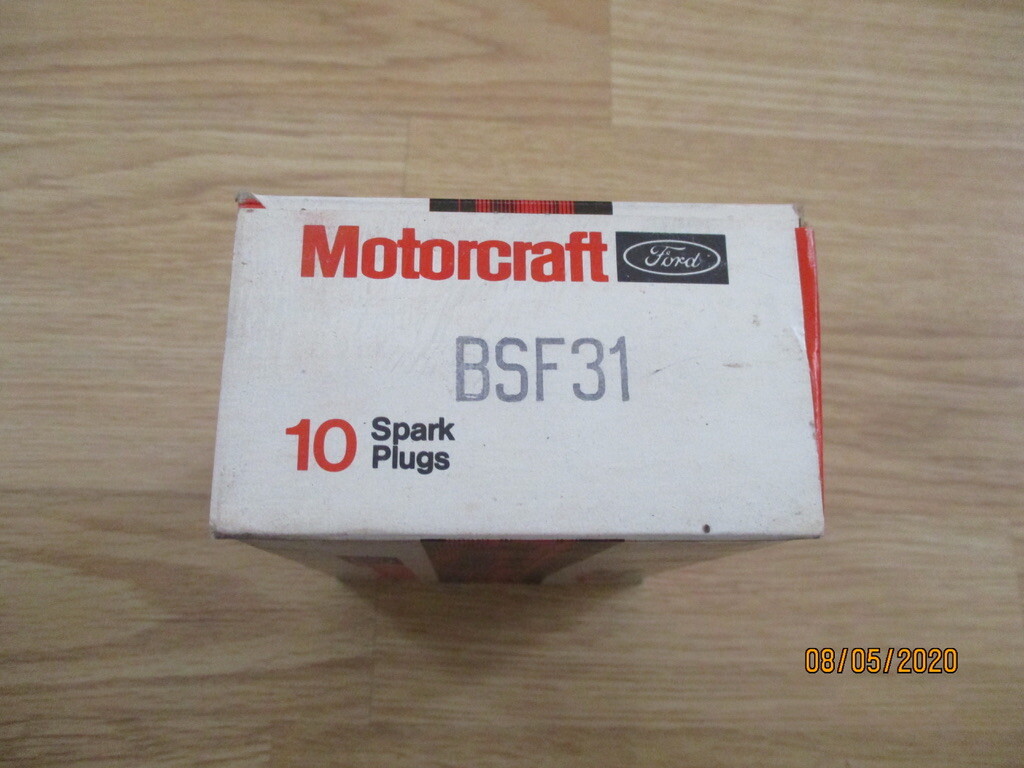 Motorcraft Ford
BSF31
10 Spark
Plugs
08/05/2020